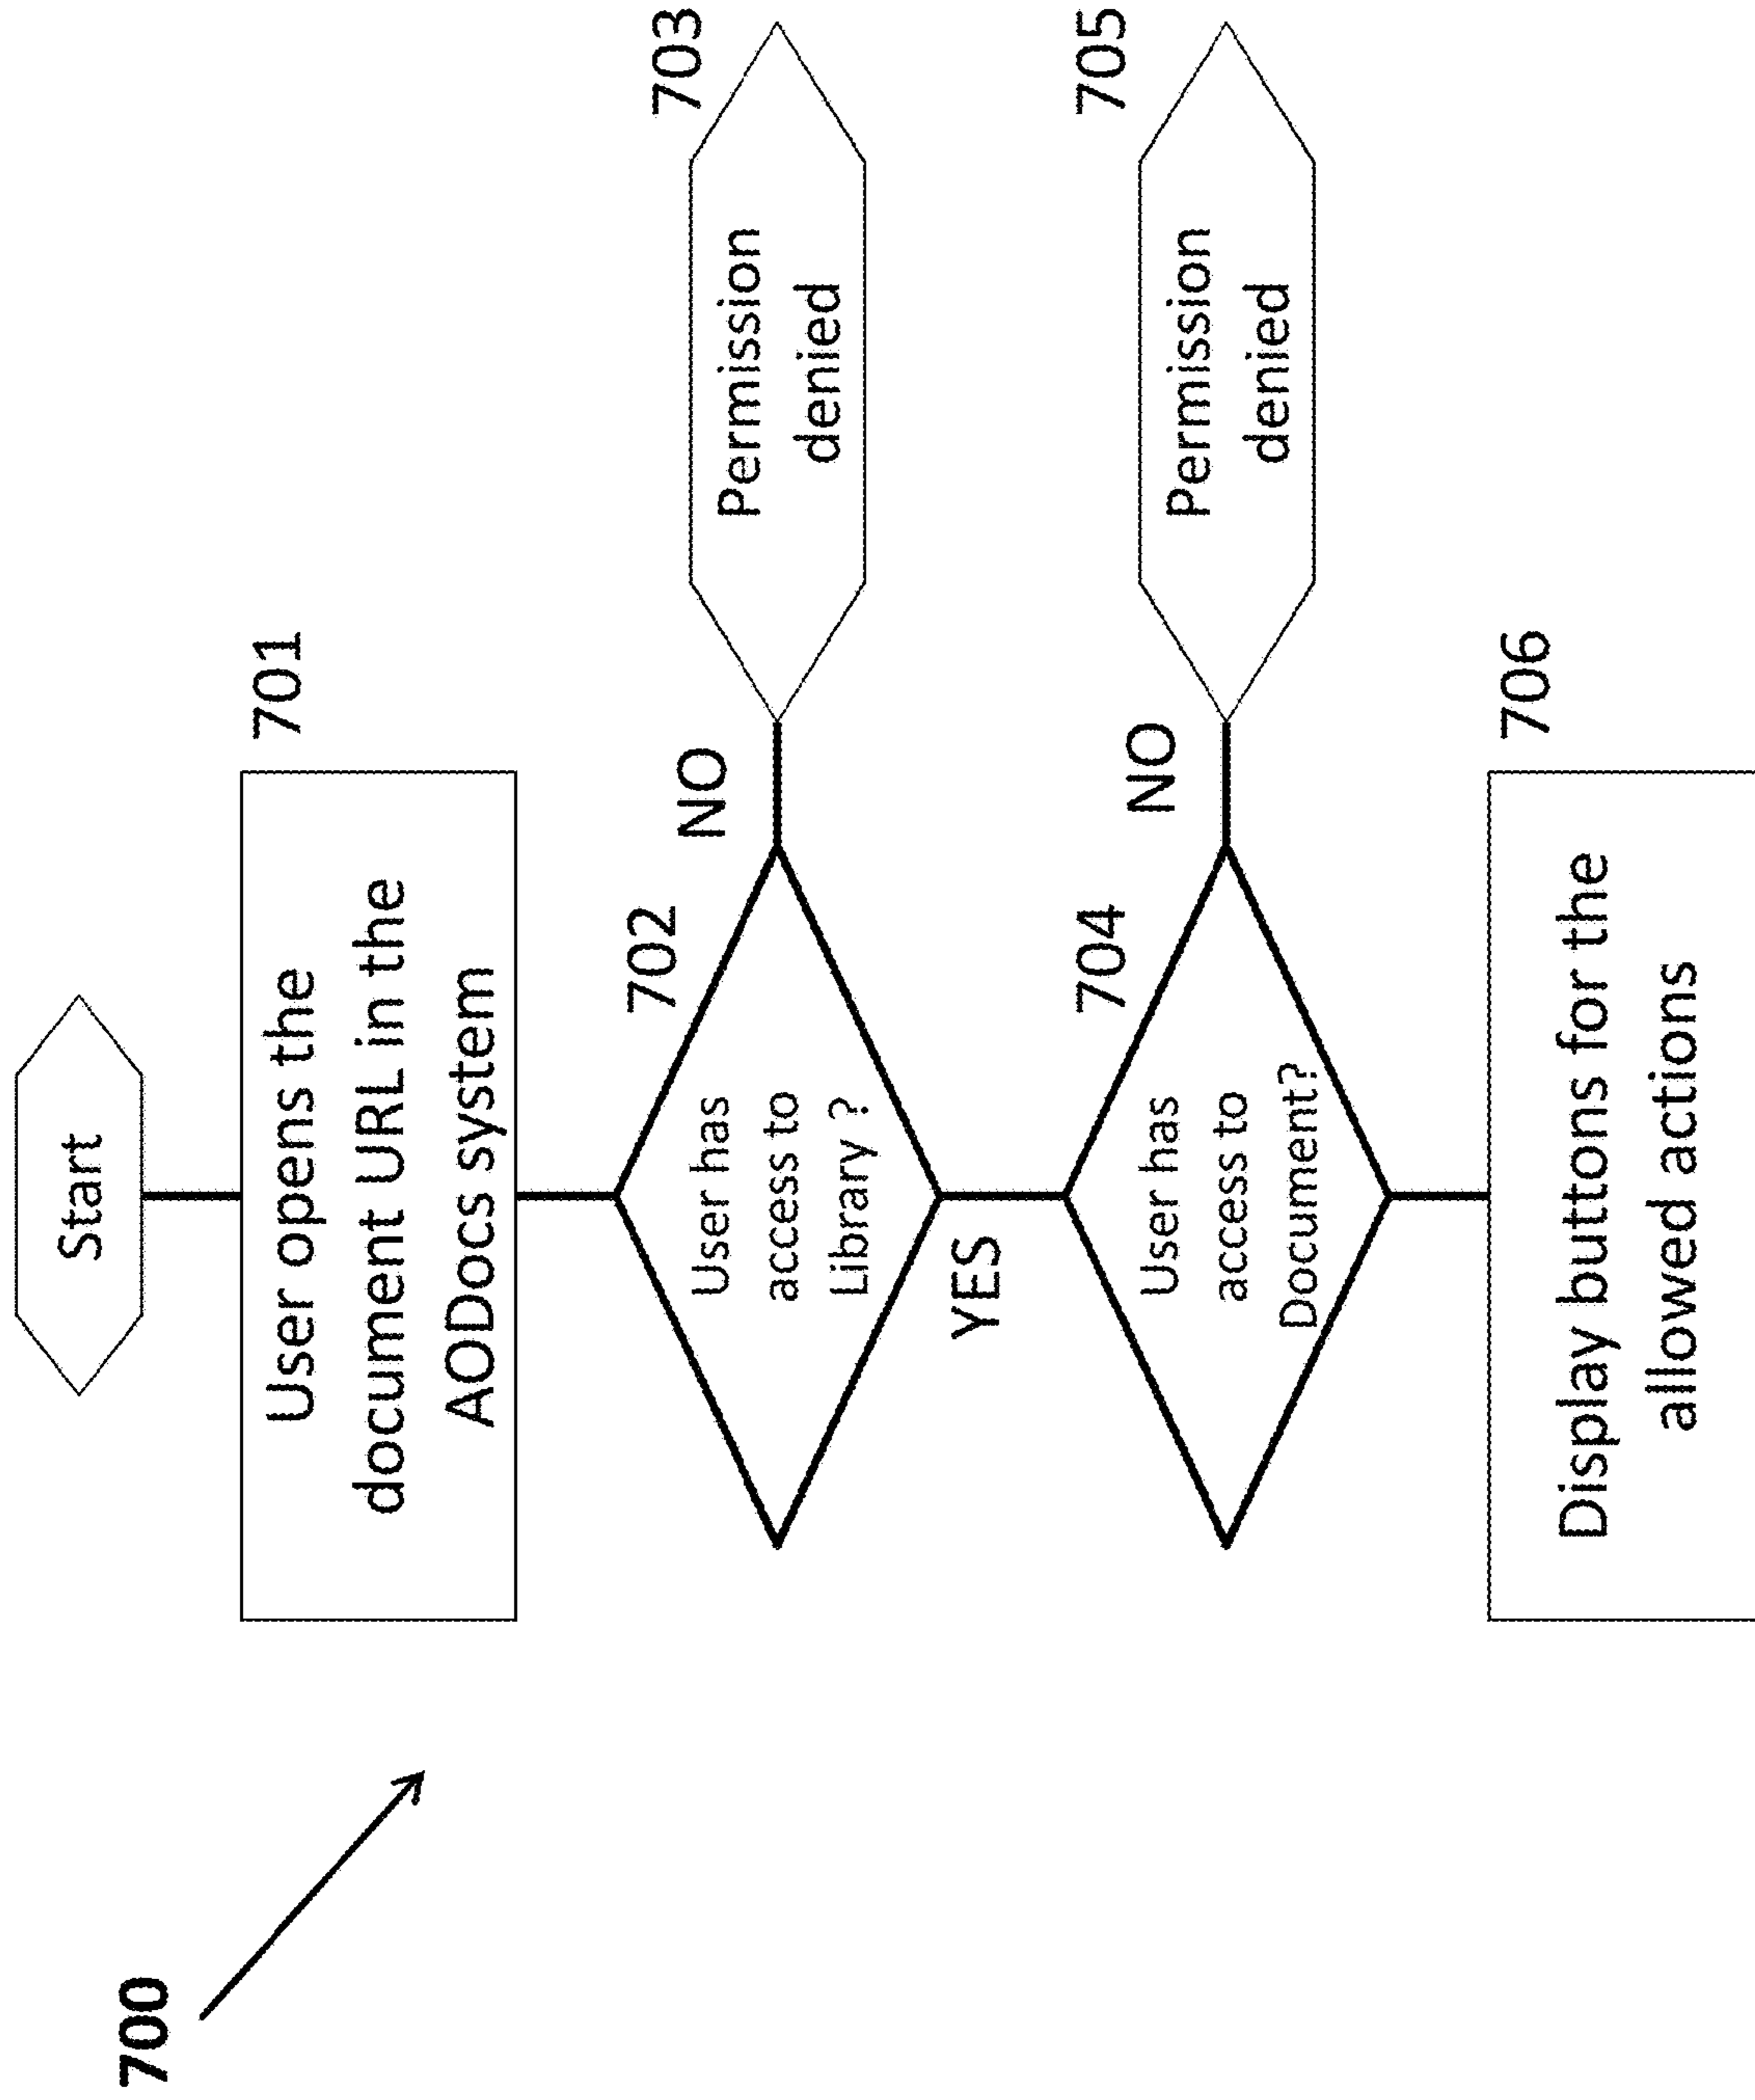 700
Start
701
User opens the
document URL in the
AODocs system
702
User has
access to
Library ?
NO
703
Permission
denied
YES
704
User has
access to
Document?
NO
705
Permission
denied
706
Display buttons for the
allowed actions